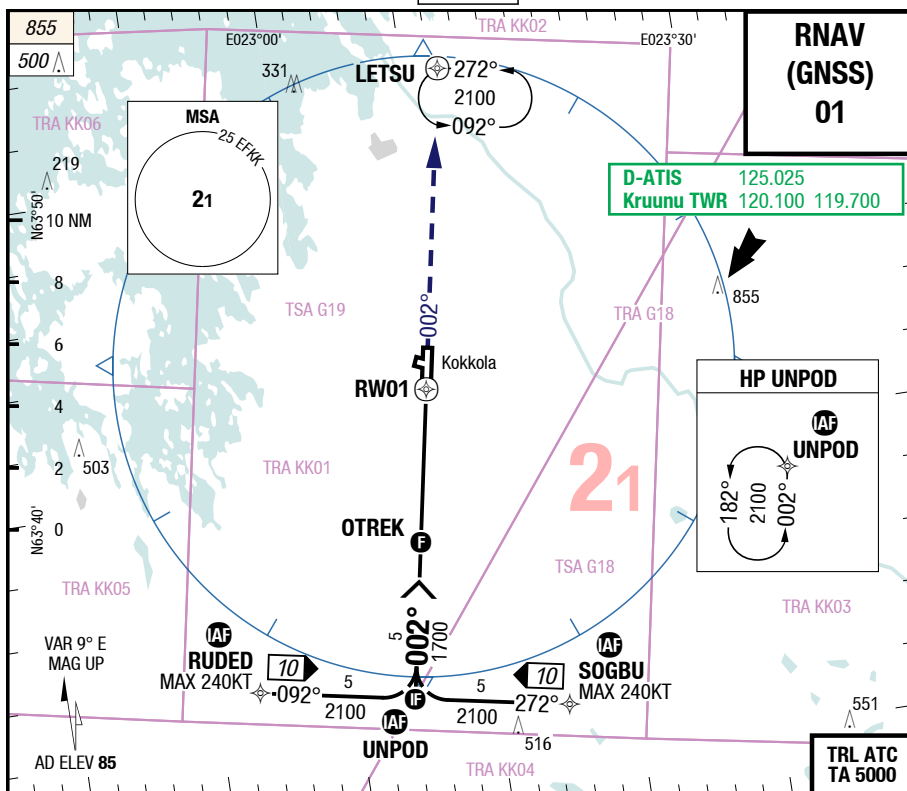 855
500
TRA KK02
E023°00'
E023°30'
RNAV
(GNSS)
01
331
LETSU
272°
2100
092°
TRA KK06
MSA
25 EFKK
21
219
D-ATIS 125.025
Kruunu TWR 120.100 119.700
N63°50'
10 NM
8
855
TSA G19
002°
TRA G18
6
Kokkola
RW01
HP UNPOD
4
IAF
UNPOD
503
2
TRA KK01
21
182°
2100
002°
N63°40'
0
OTREK
F
TSA G18
TRA KK05
TRA KK03
002°
5
1700
VAR 9° E
MAG UP
IAF
RUDED
MAX 240KT
10
10
IAF
SOGBU
MAX 240KT
092°
5
2100
IF
5
2100
272°
551
IAF
UNPOD
516
AD ELEV 85
TRA KK04
TRL ATC
TA 5000